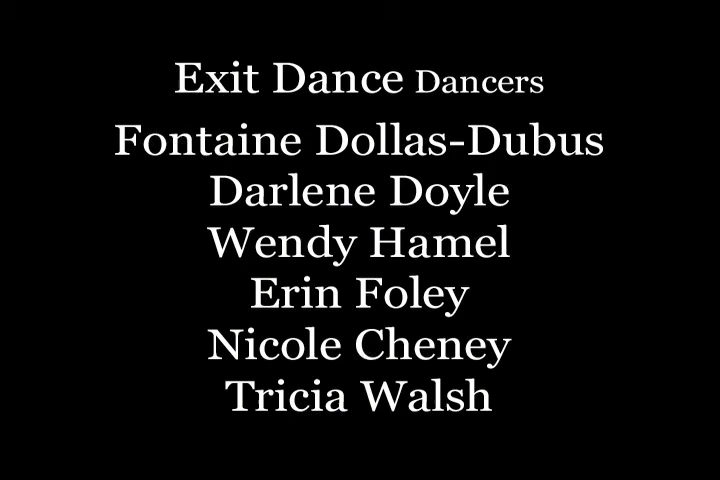 Exit Dance Dancers
Fontaine Dollas-Dubus
Darlene Doyle
Wendy Hamel
Erin Foley
Nicole Cheney
Tricia Walsh